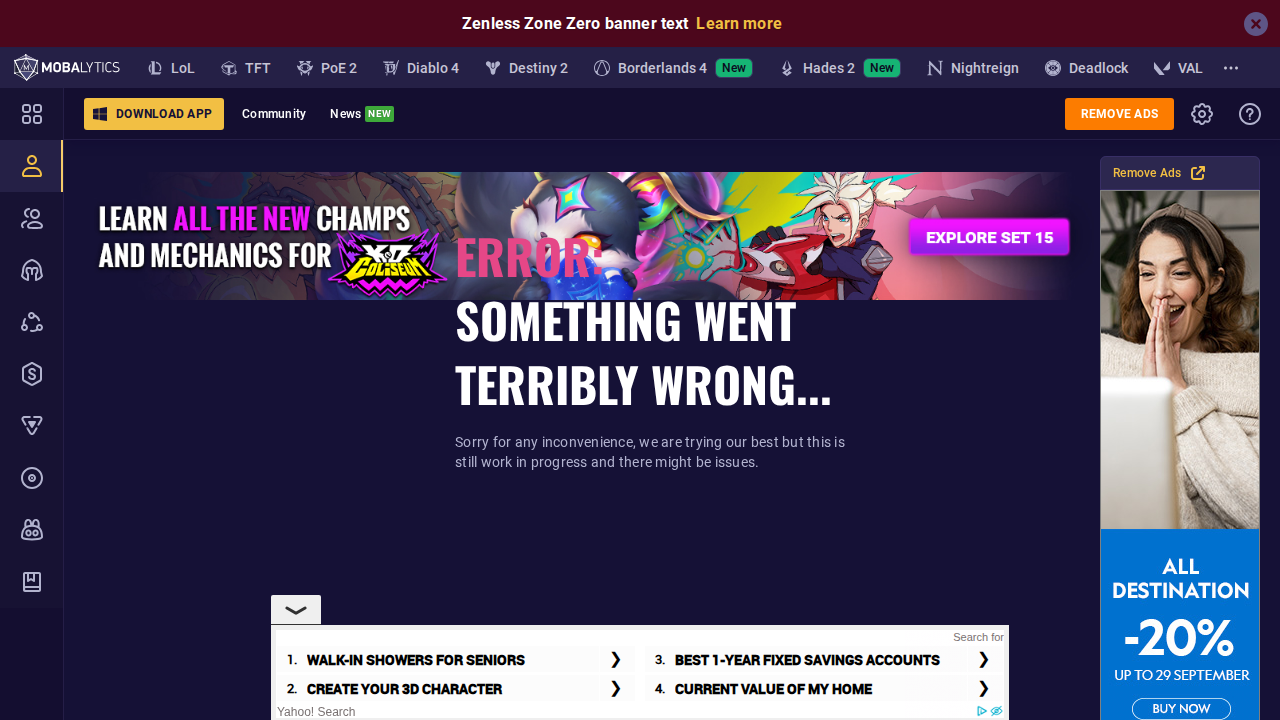 Zenless Zone Zero banner text Learn more
MOBALYTICS
LoL
TFT
PoE 2
Diablo 4
Destiny 2
Borderlands 4 New
Hades 2 New
Nightreign
Deadlock
VAL
DOWNLOAD APP
Community
News NEW
REMOVE ADS
Remove Ads
LEARN ALL THE NEW CHAMPS
AND MECHANICS FOR
KO COLISEUM
EXPLORE SET 15
ERROR:
SOMETHING WENT
TERRIBLY WRONG...
Sorry for any inconvenience, we are trying our best but this is
still work in progress and there might be issues.
ALL
DESTINATION
-20%
UP TO 29 SEPTEMBER
BUY NOW
Search for
1. WALK-IN SHOWERS FOR SENIORS
2. CREATE YOUR 3D CHARACTER
3. BEST 1-YEAR FIXED SAVINGS ACCOUNTS
4. CURRENT VALUE OF MY HOME
Yahoo! Search